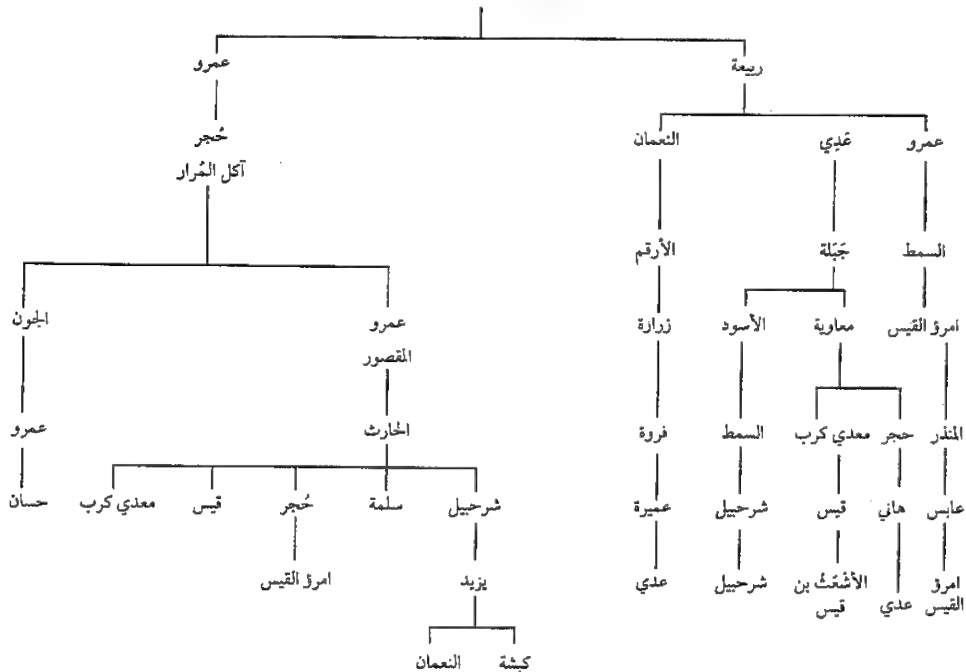 ربيعة
عمرو
عمرو
عَدِي
النعمان
حُجر
آكل المُرار
السمط
جَبَلة
الأرقم
امرؤ القيس
معاوية
الأسود
زرارة
عمرو
المقصور
الجون
المنذر
حجر
معدي كرب
السمط
فروة
الحارث
عمرو
عابس
هاني
قيس
شرحبيل
عميرة
شرحبيل
سلمة
حُجر
قيس
معدي كرب
حسان
امرؤ
القيس
عدي
الأشْعَثُ بن
قيس
شرحبيل
عدي
يزيد
امرؤ القيس
كبشة
النعمان